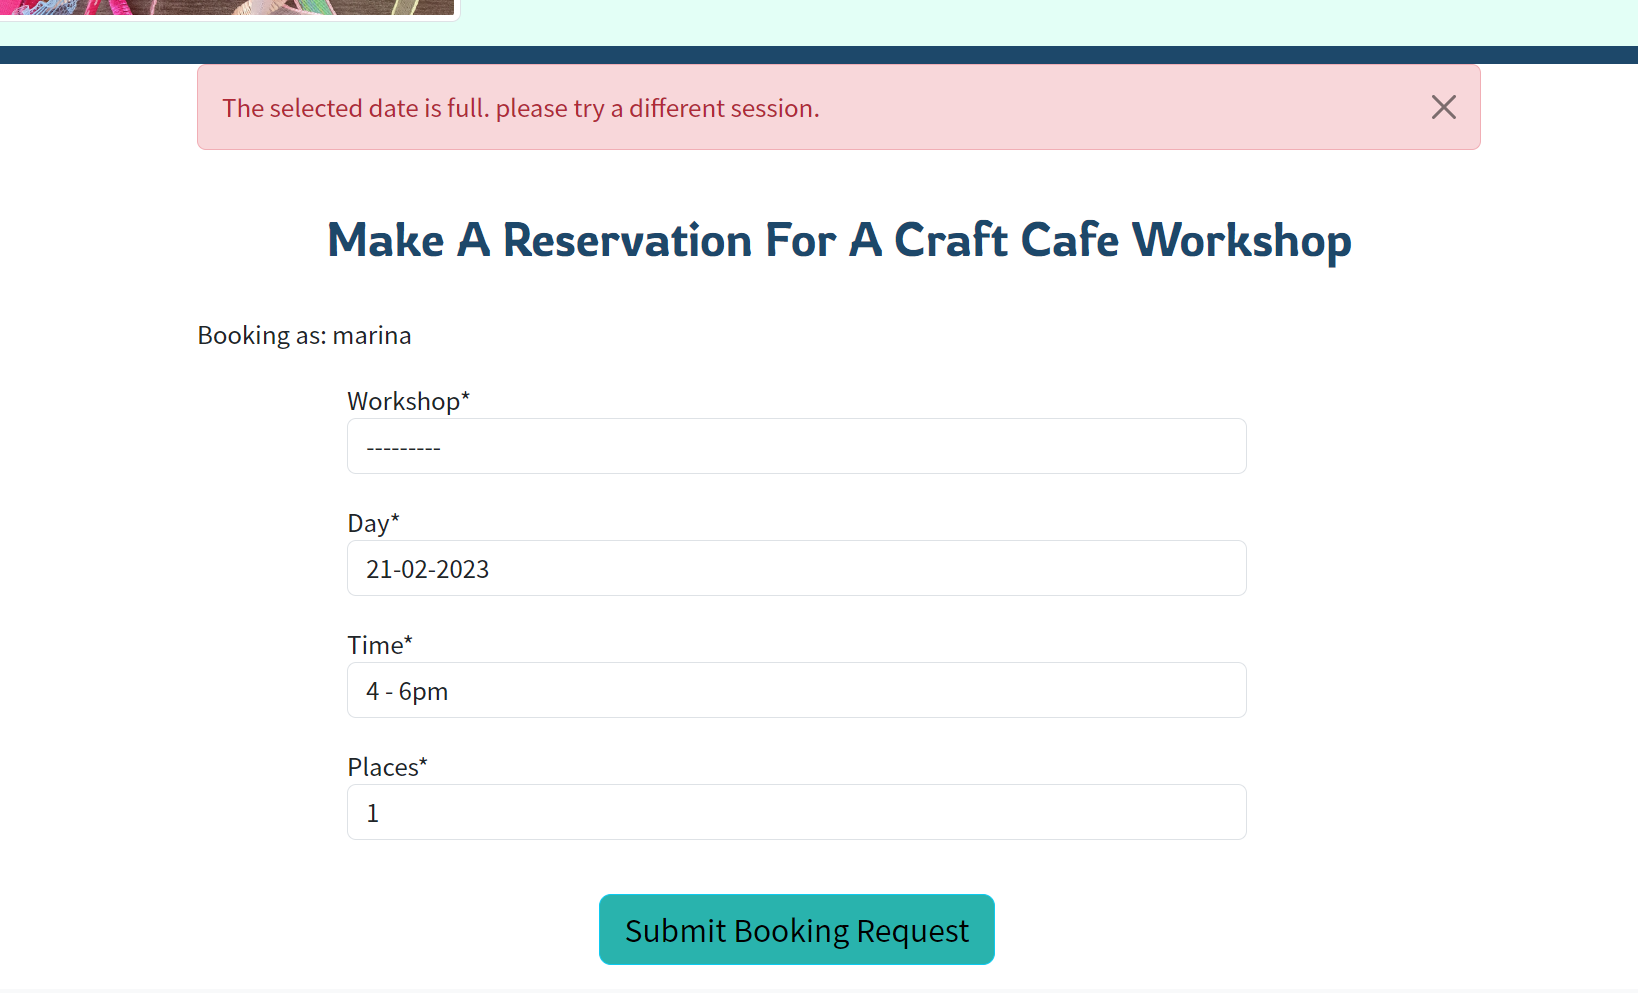 The selected date is full. please try a different session.
Make A Reservation For A Craft Cafe Workshop
Booking as: marina
Workshop*
---------
Day*
21-02-2023
Time*
4 - 6pm
Places*
1
Submit Booking Request